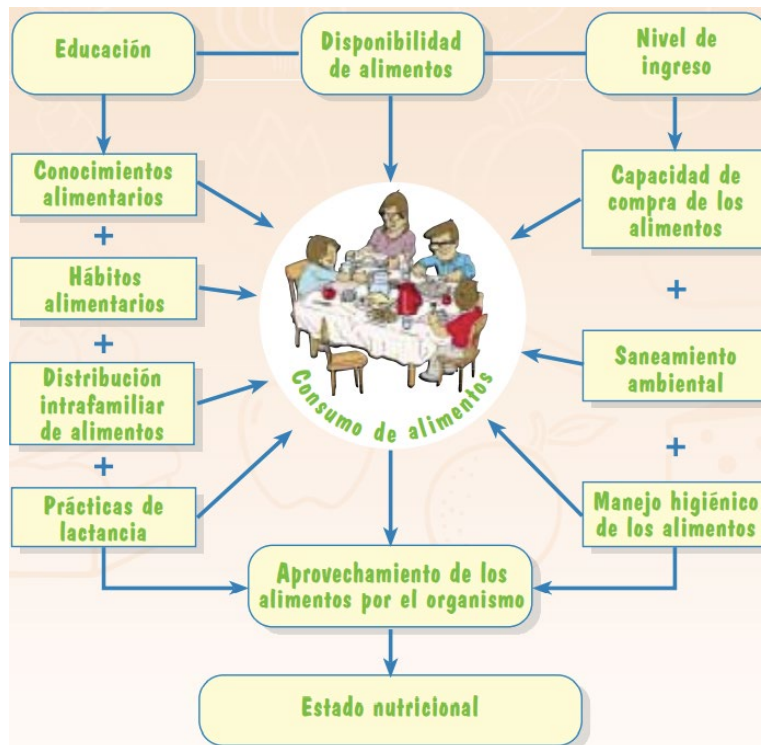 Educación
Disponibilidad
de alimentos
Nivel de
ingreso
Conocimientos
alimentarios
+
Hábitos
alimentarios
+
Distribución
intrafamiliar
de alimentos
+
Prácticas de
lactancia
Consumo de alimentos
Capacidad de
compra de los
alimentos
+
Saneamiento
ambiental
+
Manejo higiénico
de los alimentos
Aprovechamiento de los
alimentos por el organismo
Estado nutricional